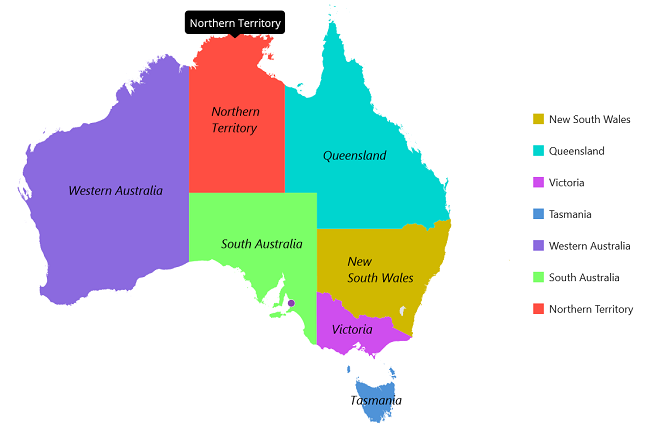 Northern Territory
Northern
Territory
Queensland
Western Australia
South Australia
New
South Wales
Victoria
Tasmania
New South Wales
Queensland
Victoria
Tasmania
Western Australia
South Australia
Northern Territory